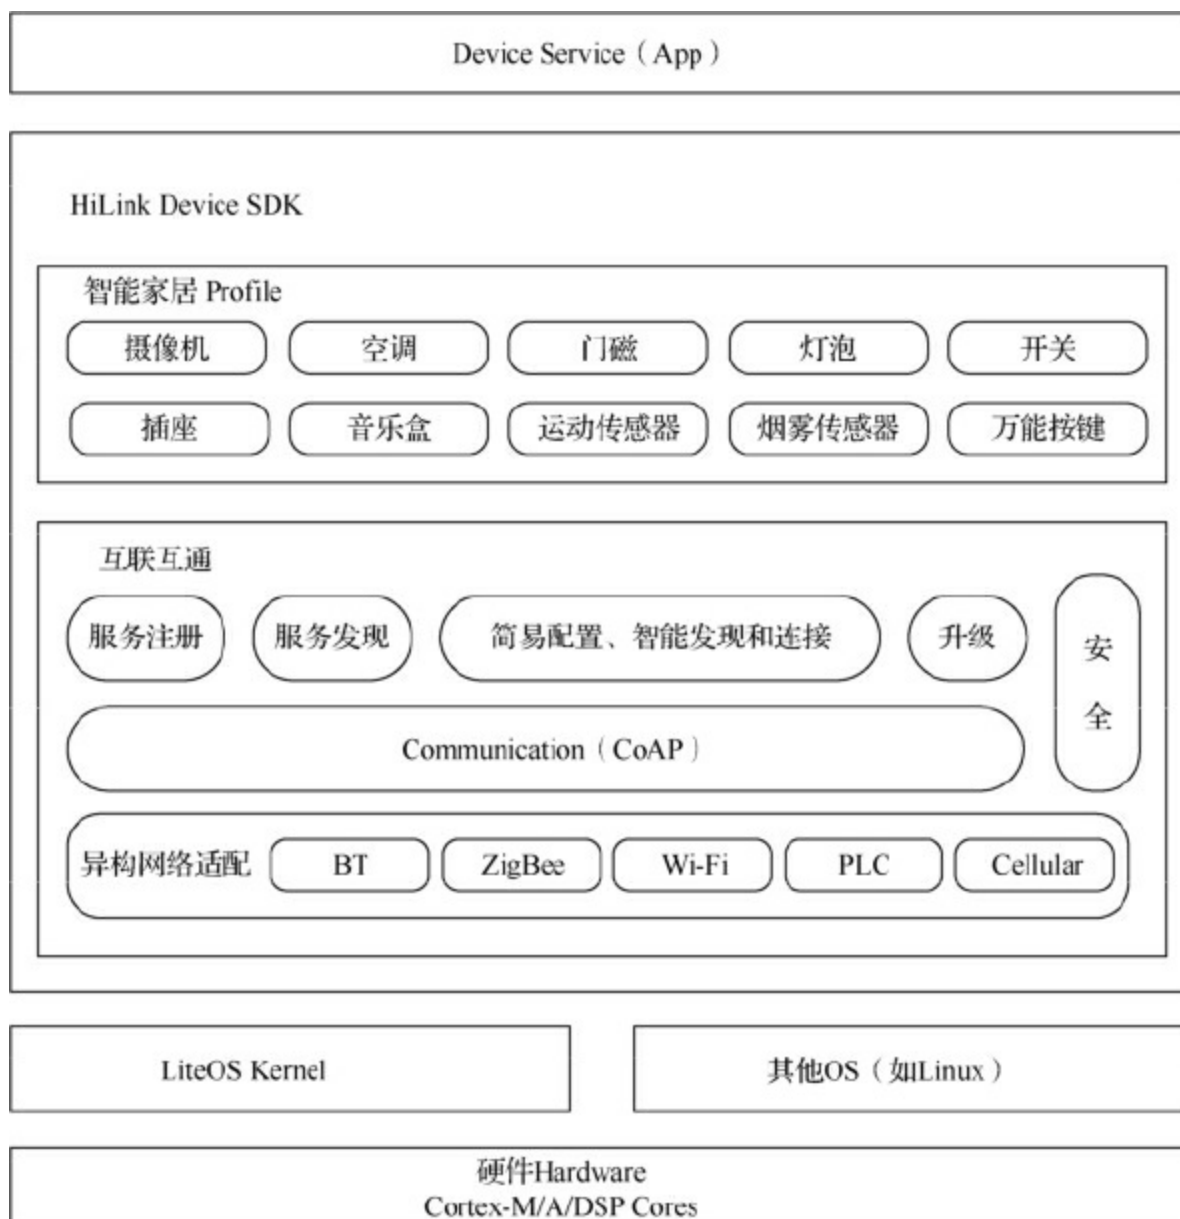 Device Service（App）
HiLink Device SDK
智能家居 Profile
摄像机 空调 门磁 灯泡 开关
插座 音乐盒 运动传感器 烟雾传感器 万能按键
互联互通
服务注册 服务发现 简易配置、智能发现和连接 升级
安全
Communication（CoAP）
异构网络适配 BT ZigBee Wi-Fi PLC Cellular
LiteOS Kernel 其他OS（如Linux）
硬件Hardware
Cortex-M/A/DSP Cores